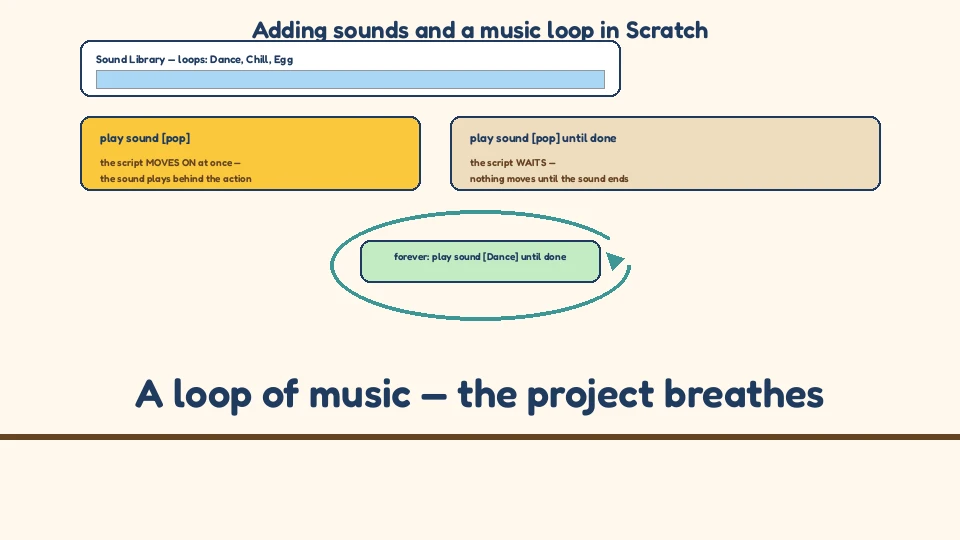 Adding sounds and a music loop in Scratch
Sound Library — loops: Dance, Chill, Egg
play sound [pop]
the script MOVES ON at once —
the sound plays behind the action
play sound [pop] until done
the script WAITS —
nothing moves until the sound ends
forever: play sound [Dance] until done
A loop of music — the project breathes